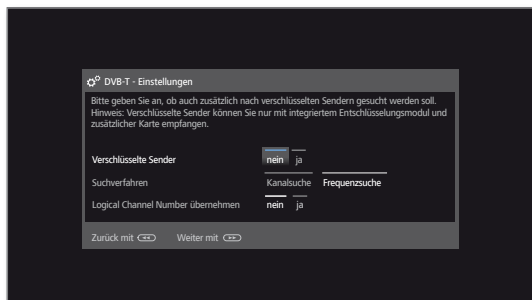 DVB-T - Einstellungen
Bitte geben Sie an, ob auch zusätzlich nach verschlüsselten Sendern gesucht werden soll.
Hinweis: Verschlüsselte Sender können Sie nur mit integriertem Entschlüsselungsmodul und
zusätzlicher Karte empfangen.
Verschlüsselte Sender nein ja
Suchverfahren Kanalsuche Frequenzsuche
Logical Channel Number übernehmen nein ja
Zurück mit Weiter mit